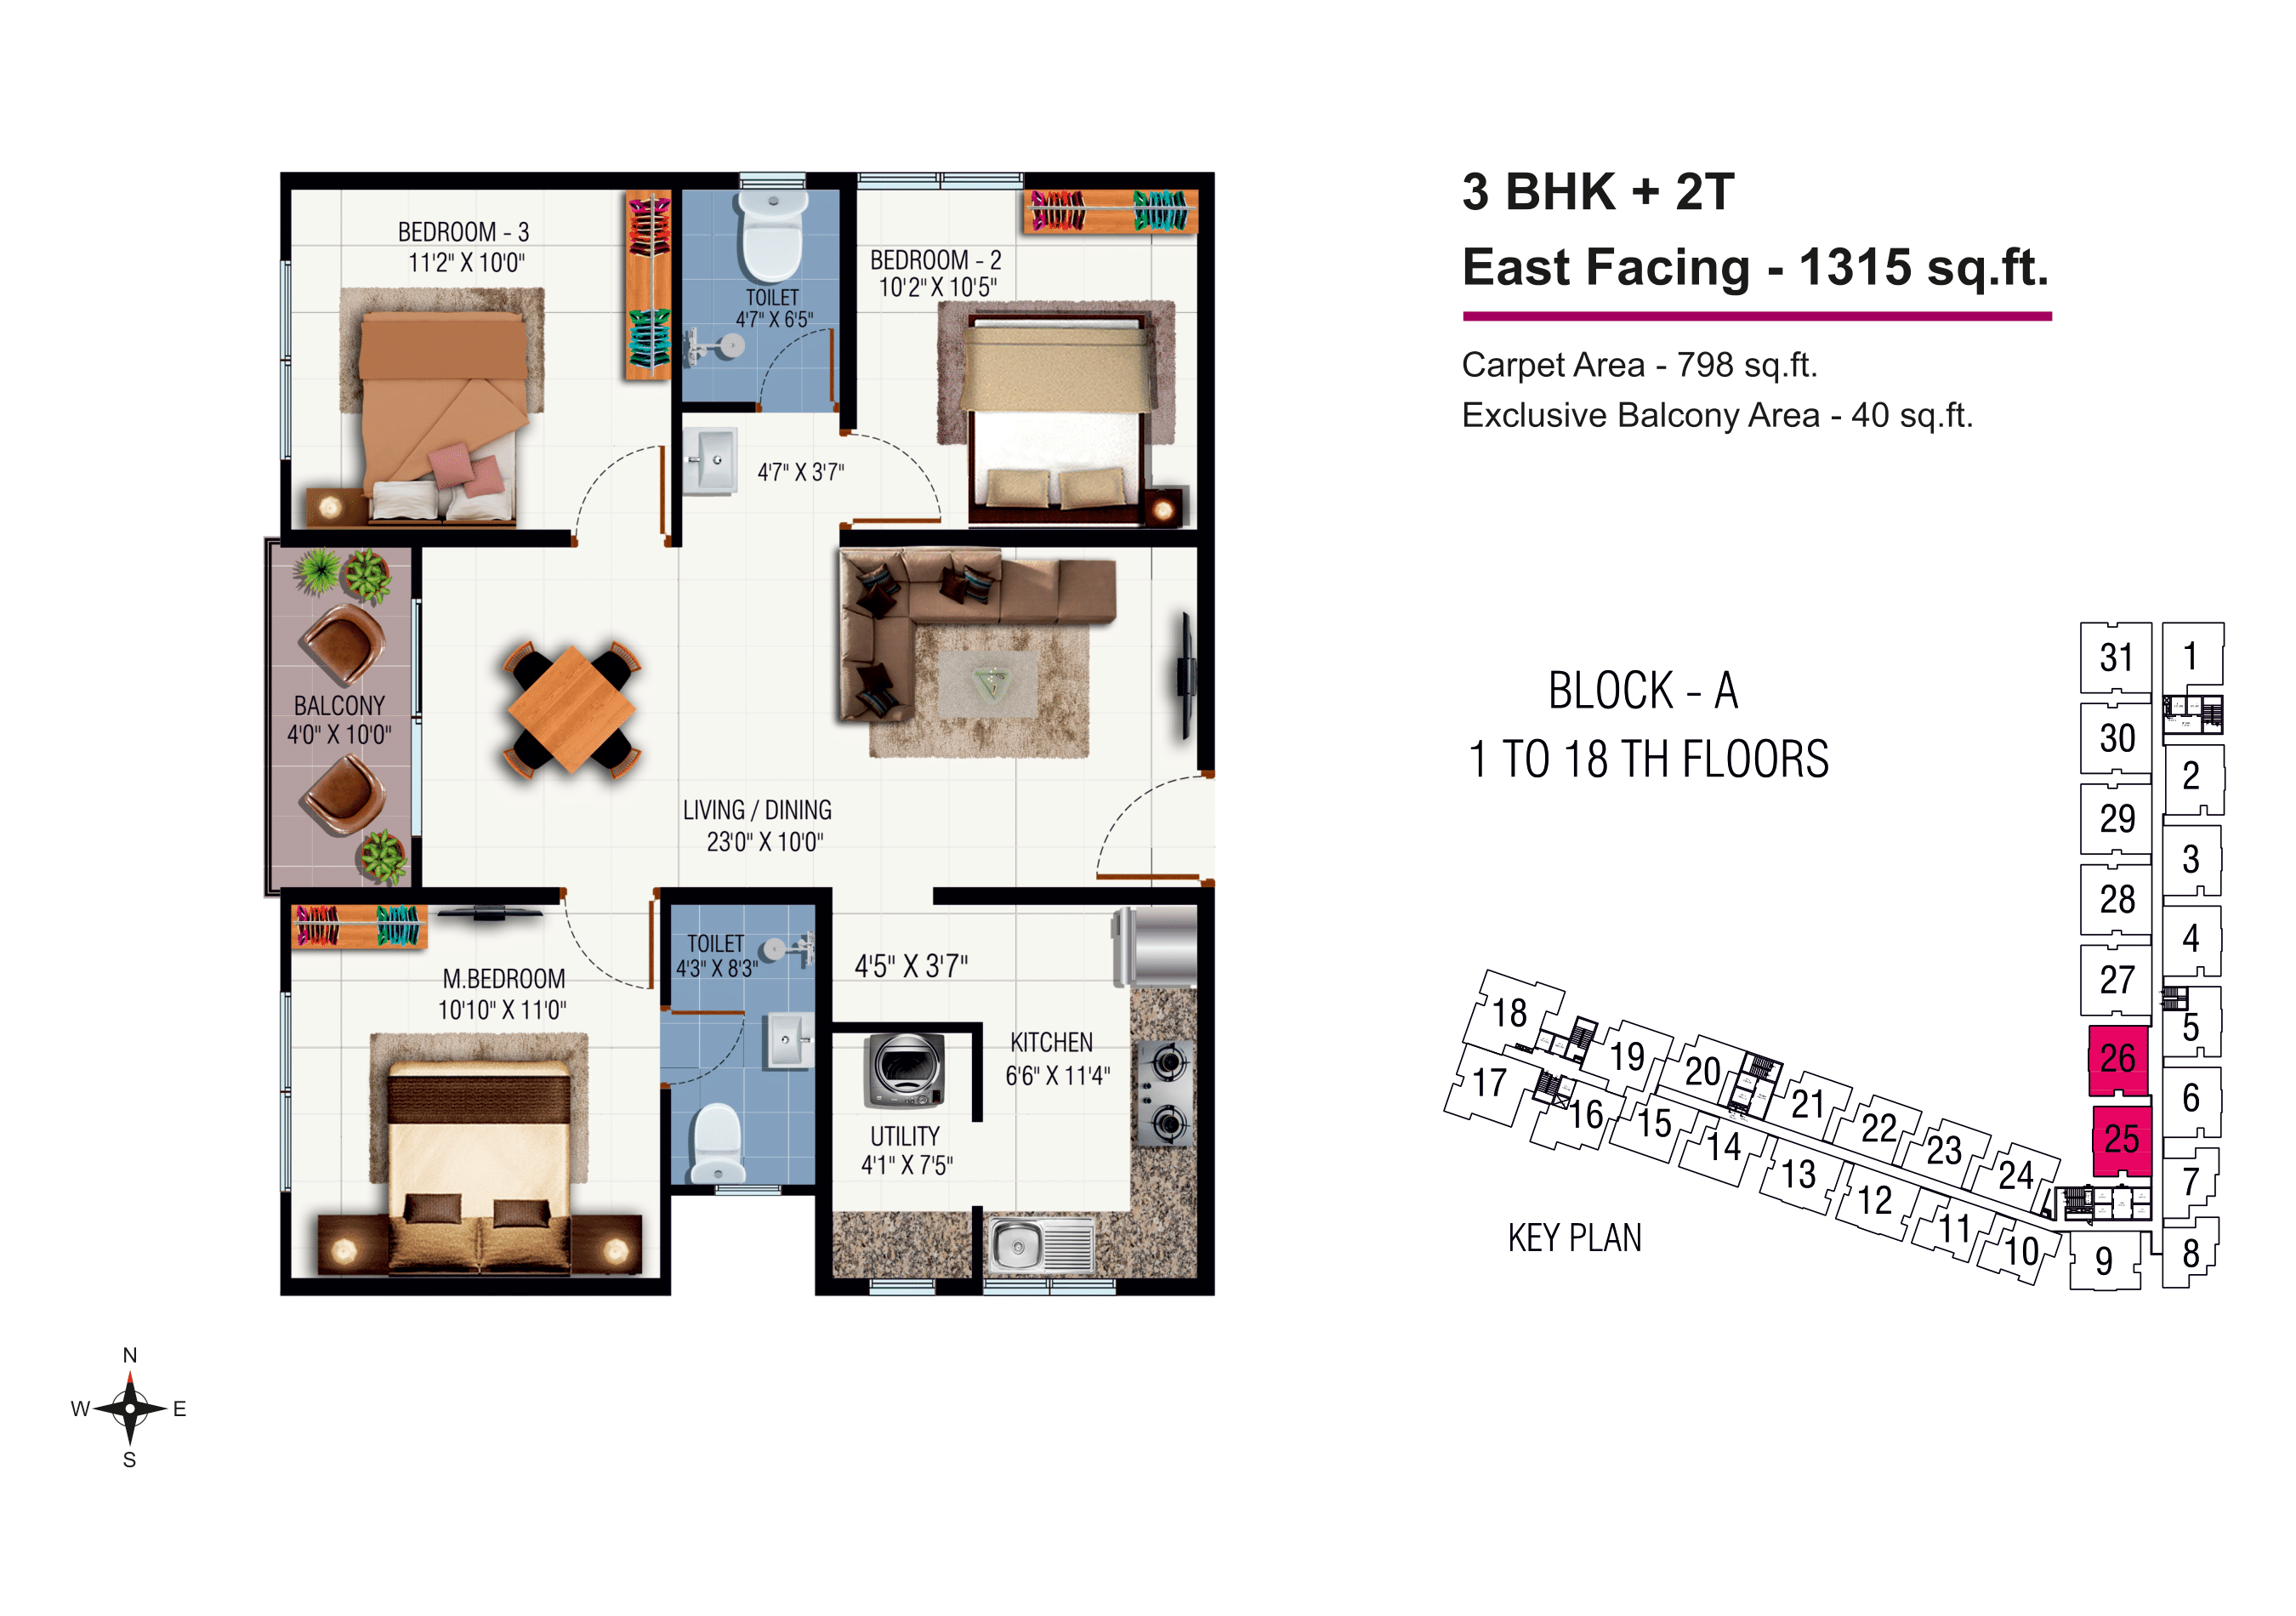 3 BHK + 2T
East Facing - 1315 sq.ft.
Carpet Area - 798 sq.ft.
Exclusive Balcony Area - 40 sq.ft.
BEDROOM - 3
11'2" X 10'0"
TOILET
4'7" X 6'5"
BEDROOM - 2
10'2" X 10'5"
4'7" X 3'7"
BALCONY
4'0" X 10'0"
LIVING / DINING
23'0" X 10'0"
M.BEDROOM
10'10" X 11'0"
TOILET
4'3" X 8'3"
4'5" X 3'7"
KITCHEN
6'6" X 11'4"
UTILITY
4'1" X 7'5"
BLOCK - A
1 TO 18 TH FLOORS
31
1
30
2
29
3
28
4
27
5
26
6
25
7
8
9
18
19
20
21
22
23
24
17
16
15
14
13
12
11
10
KEY PLAN
N
W
E
S